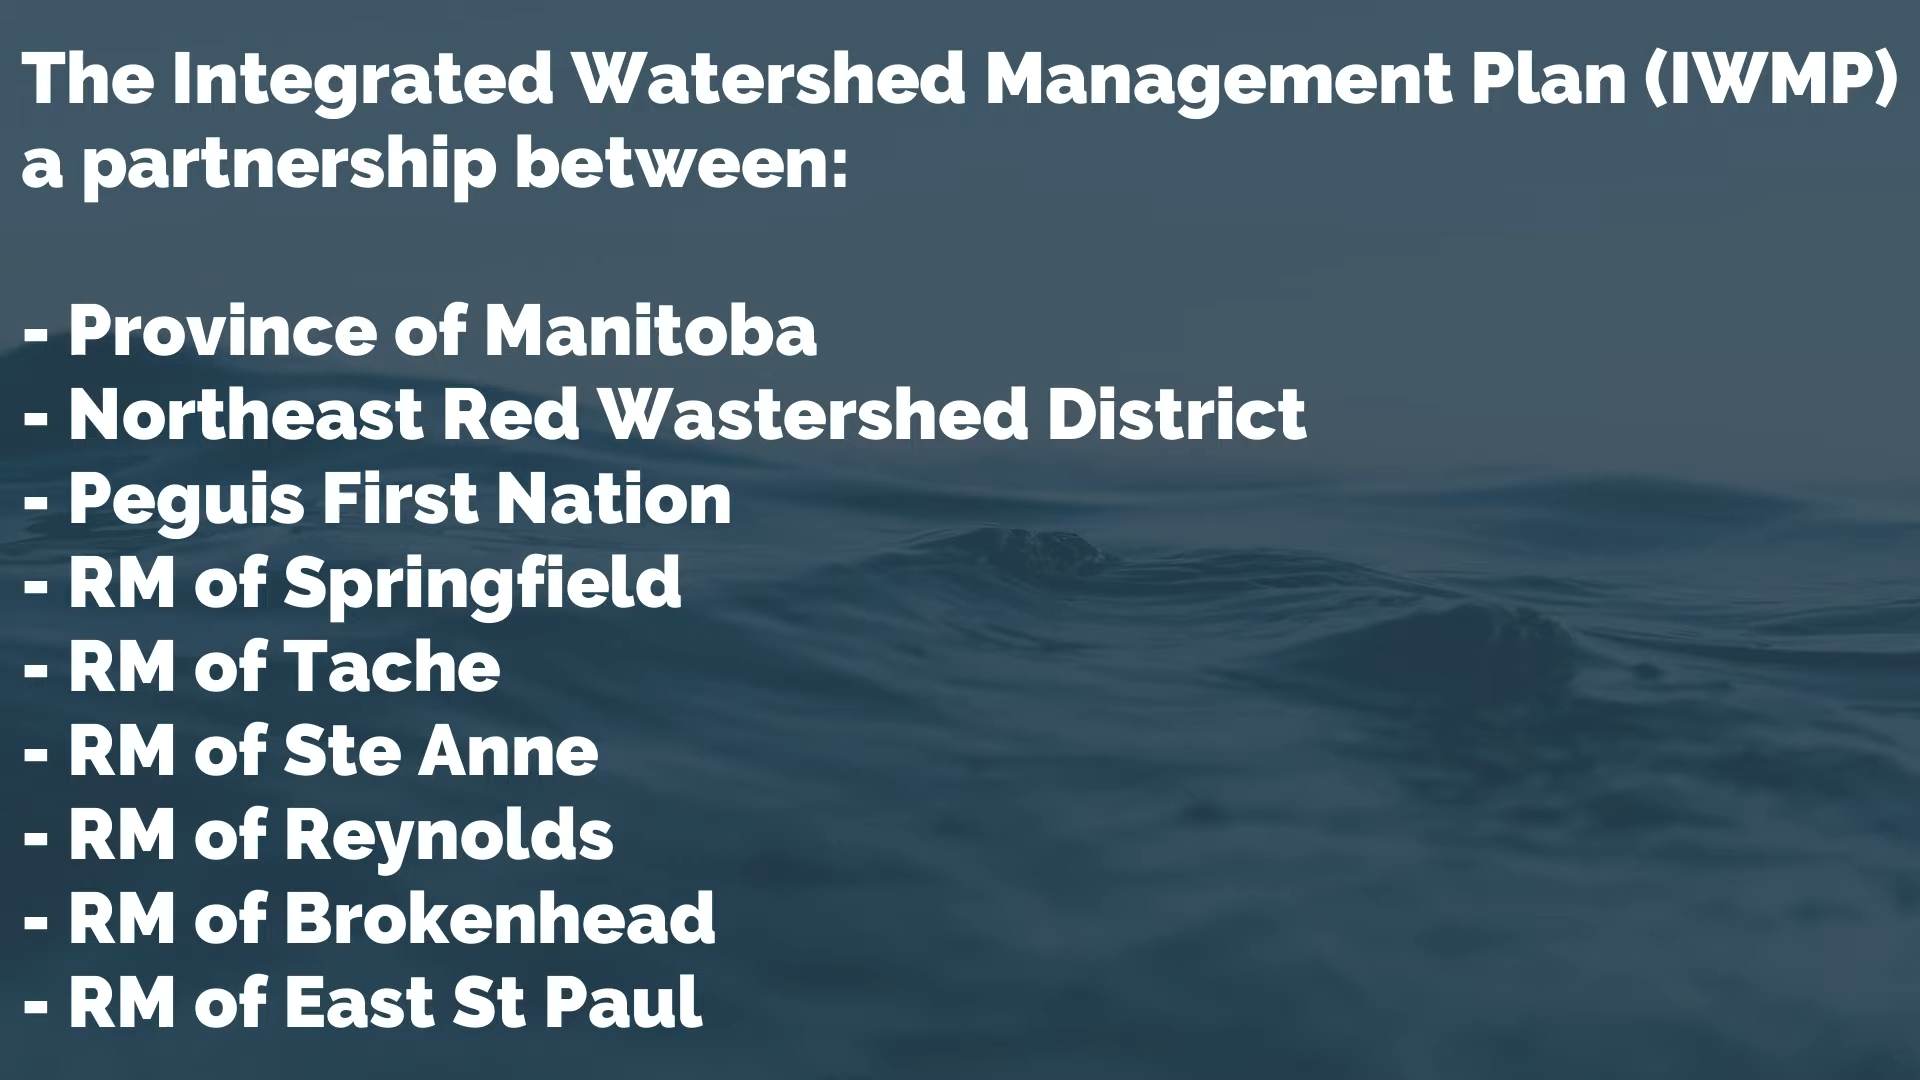 The Integrated Watershed Management Plan (IWMP)
a partnership between:
- Province of Manitoba
- Northeast Red Wastershed District
- Peguis First Nation
- RM of Springfield
- RM of Tache
- RM of Ste Anne
- RM of Reynolds
- RM of Brokenhead
- RM of East St Paul